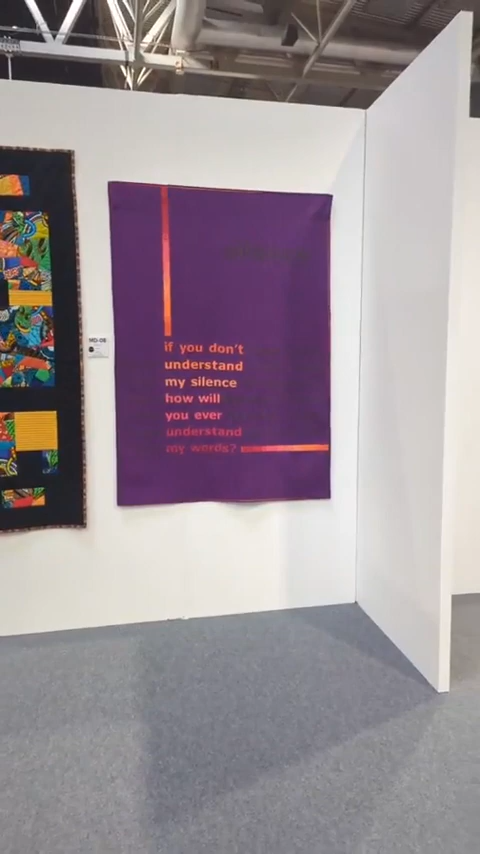 if you don't
understand
my silence
how will
you ever
understand
my words?